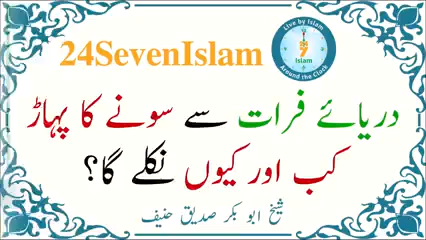 24SevenIslam
Live by Islam
Islam
Around the Clock
دریائے فرات سے سونے کا پہاڑ
کب اور کیوں نکلے گا؟
شیخ ابو بکر صدیق حنیف